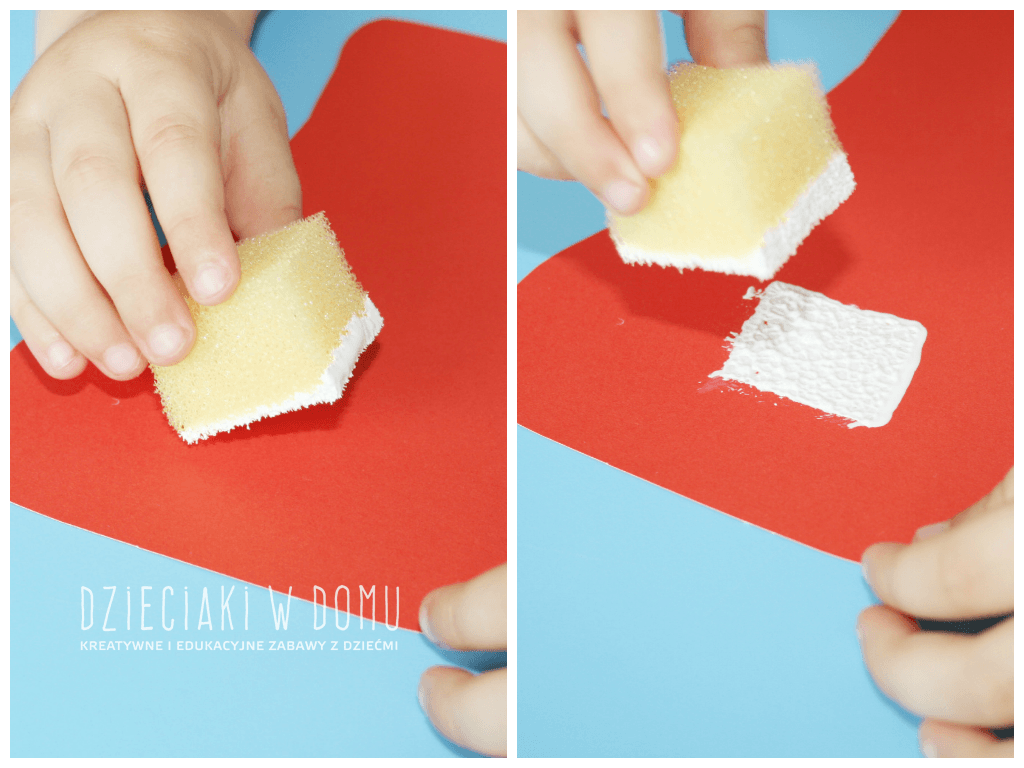 DZiECiAKi W DOMU
KREATYWNE I EDUKACYJNE ZABAWY Z DZIEĆMI